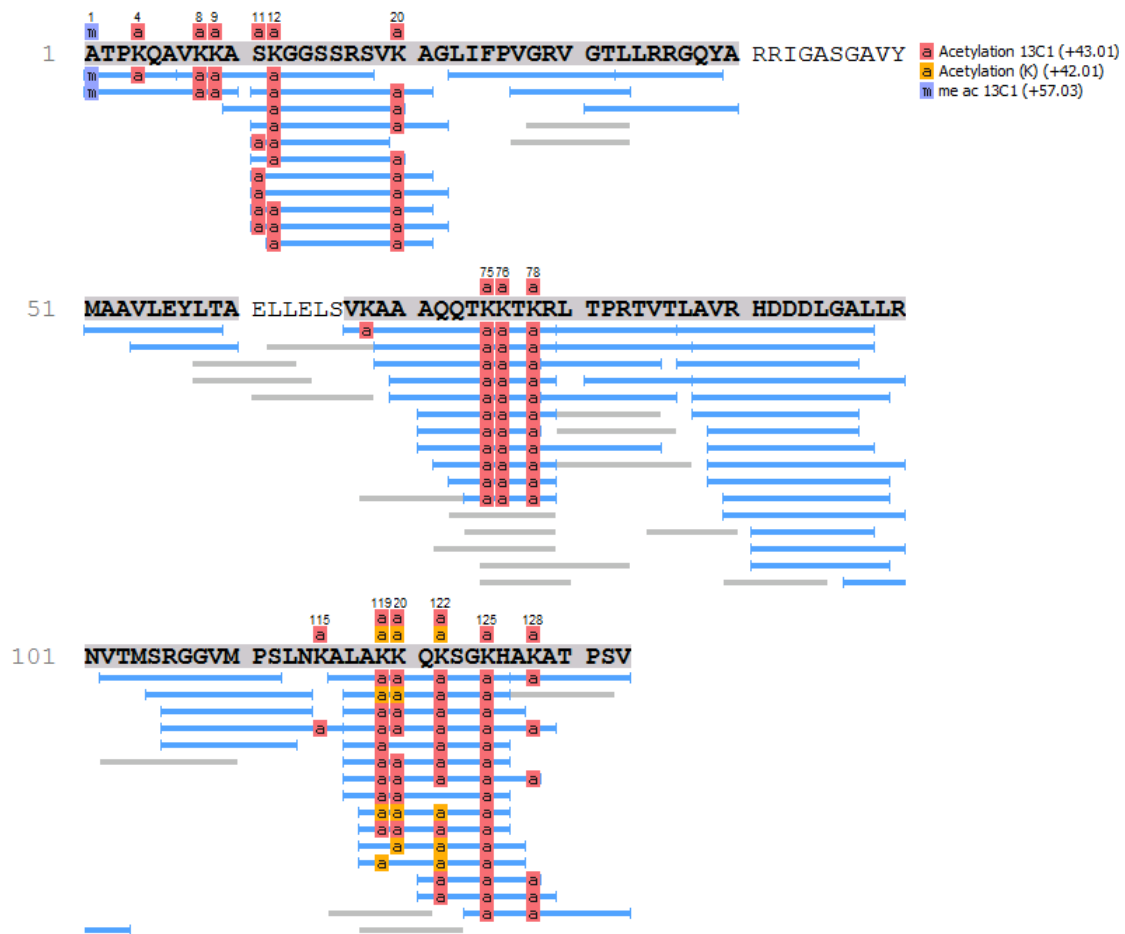 1 4 8 9 11 12 20
m a a a a a a
1 ATPKQAVKKA SKGGSSRSVK AGLIFPVGRV GTLLRRGQYA RRIGASGAVY
a Acetylation 13C1 (+43.01)
a Acetylation (K) (+42.01)
m me ac 13C1 (+57.03)
m a a a a
m a a a a
a a
a a
a a
a a
a a
a a
a a a
a a a
a a
75 76 78
a a a
51 MAAVLEYLTA ELLELSVKAA AQQTKKTKRL TPRTVTLAVR HDDDLGALLR
a a a a
a a a
a a a
a a a
a a a
a a a
a a a
a a a
a a a
a a a
a a a
119 20 122
a a a
115 125 128
a a a a a a
101 NVTMSRGGVM PSLNKALAKK QKSGKHAKAT PSV
a a a a a
a a a a
a a a a
a a a a a a
a a a
a a a a
a a a a a
a a a
a a a a
a a a a
a a a
a a a
a a a
a a a
a a